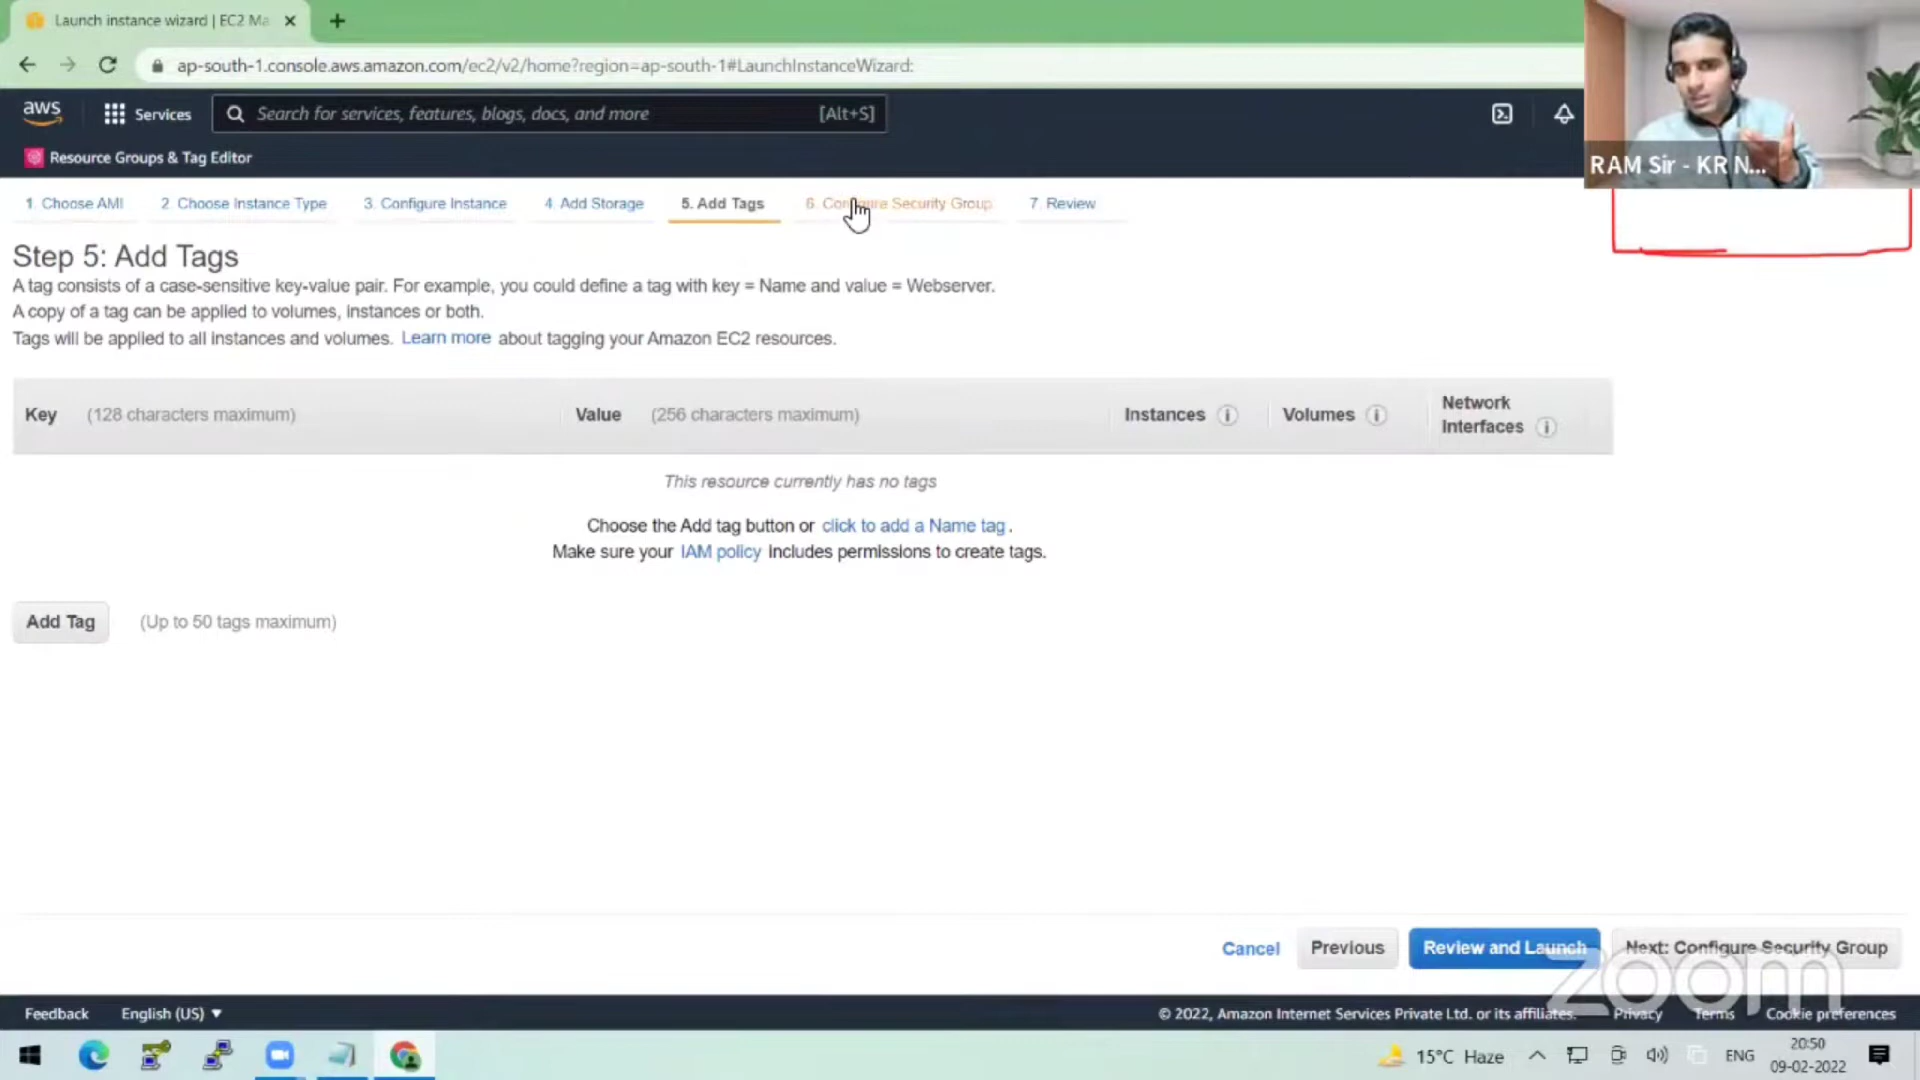 Launch instance wizard | EC2 Ma
ap-south-1.console.aws.amazon.com/ec2/v2/home?region=ap-south-1#LaunchInstanceWizard:
aws
Services
Search for services, features, blogs, docs, and more
[Alt+S]
Resource Groups & Tag Editor
RAM Sir - KR N...
1. Choose AMI
2. Choose Instance Type
3. Configure Instance
4. Add Storage
5. Add Tags
6. Configure Security Group
7. Review
Step 5: Add Tags
A tag consists of a case-sensitive key-value pair. For example, you could define a tag with key = Name and value = Webserver.
A copy of a tag can be applied to volumes, instances or both.
Tags will be applied to all instances and volumes. Learn more about tagging your Amazon EC2 resources.
Key (128 characters maximum)
Value (256 characters maximum)
Instances
Volumes
Network
Interfaces
This resource currently has no tags
Choose the Add tag button or click to add a Name tag.
Make sure your IAM policy includes permissions to create tags.
Add Tag
(Up to 50 tags maximum)
Cancel
Previous
Review and Launch
Next: Configure Security Group
zoom
Feedback
English (US)
© 2022, Amazon Internet Services Private Ltd. or its affiliates.
Privacy
Terms
Cookie preferences
15°C Haze
ENG
20:50
09-02-2022